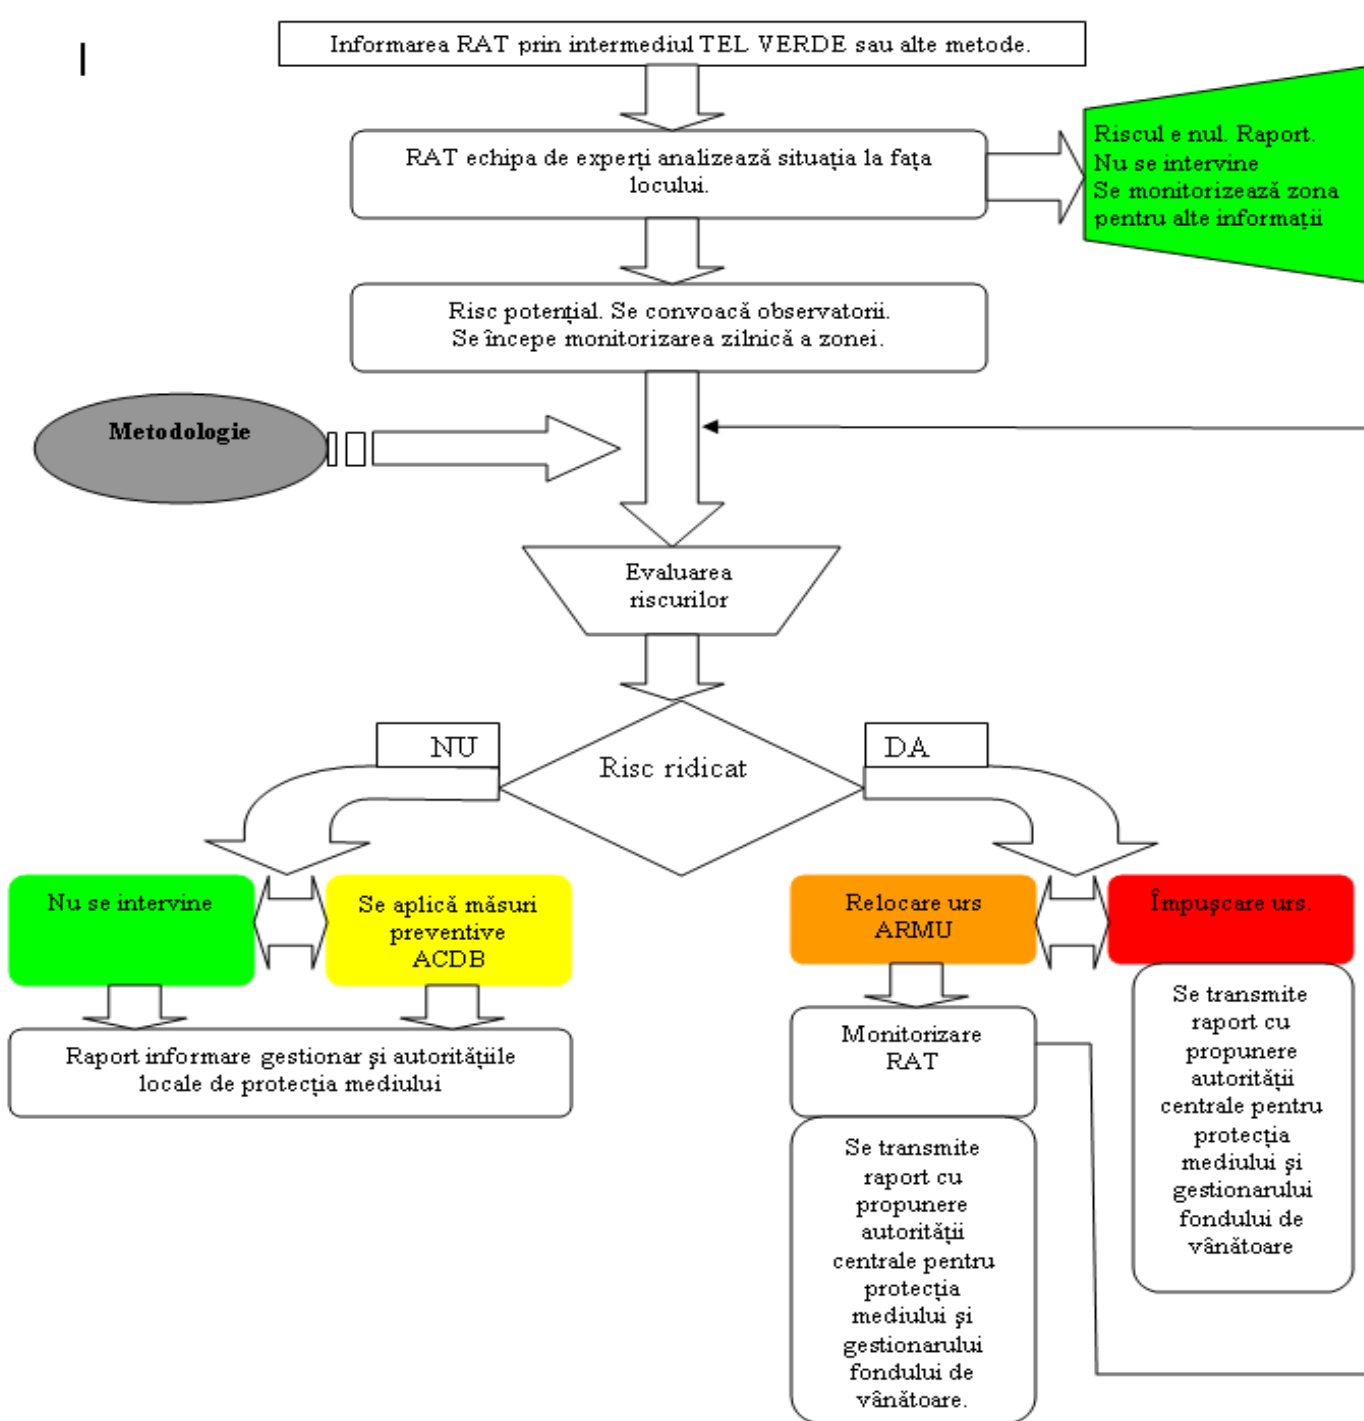 Informarea RAT prin intermediul TEL VERDE sau alte metode.
RAT echipa de experți analizează situația la fața
locului.
Riscul e nul. Raport.
Nu se intervine
Se monitorizează zona
pentru alte informații
Risc potențial. Se convoacă observatorii.
Se începe monitorizarea zilnică a zonei.
Metodologie
Evaluarea
riscurilor
NU
Risc ridicat
DA
Nu se intervine
Se aplică măsuri
preventive
ACDB
Relocare urs
ARMU
Împușcare urs.
Raport informare gestionar și autoritățiile
locale de protecția mediului
Monitorizare
RAT
Se transmite
raport cu
propunere
autorității
centrale pentru
protecția
mediului și
gestionarului
fondului de
vânătoare
Se transmite
raport cu
propunere
autorității
centrale pentru
protecția
mediului și
gestionarului
fondului de
vânătoare.